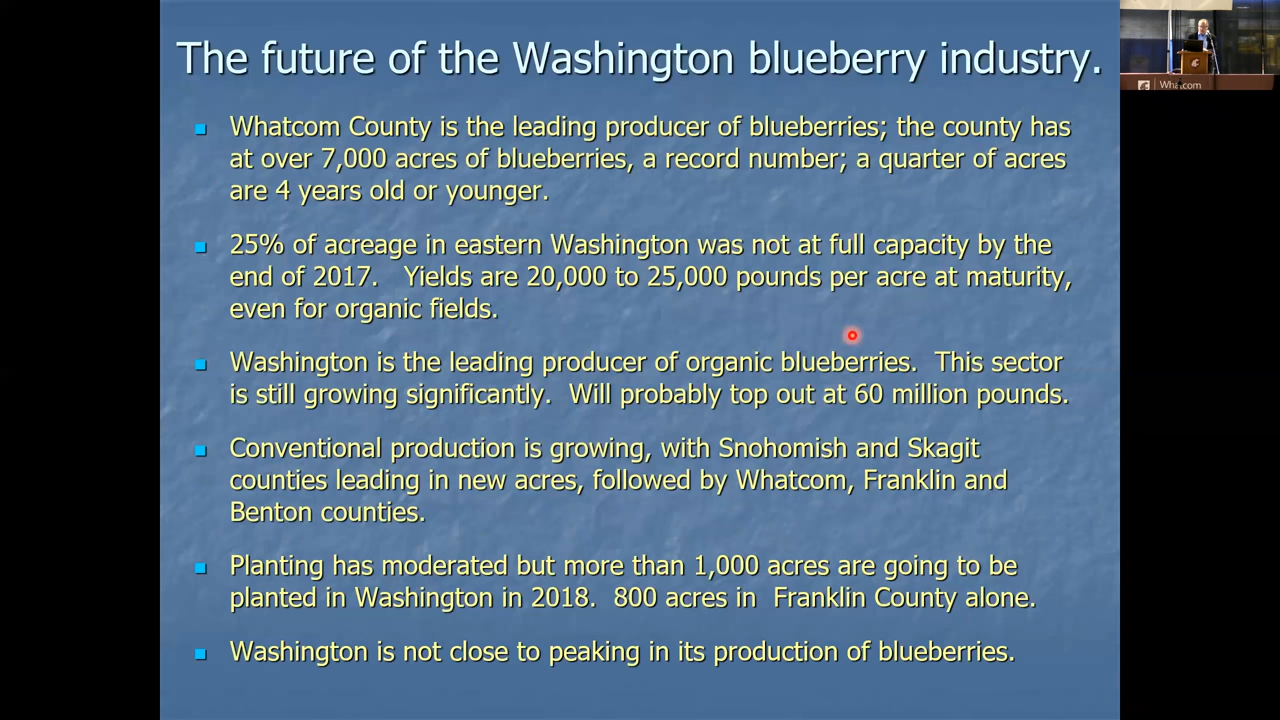 The future of the Washington blueberry industry.
Whatcom County is the leading producer of blueberries; the county has
at over 7,000 acres of blueberries, a record number; a quarter of acres
are 4 years old or younger.
25% of acreage in eastern Washington was not at full capacity by the
end of 2017. Yields are 20,000 to 25,000 pounds per acre at maturity,
even for organic fields.
Washington is the leading producer of organic blueberries. This sector
is still growing significantly. Will probably top out at 60 million pounds.
Conventional production is growing, with Snohomish and Skagit
counties leading in new acres, followed by Whatcom, Franklin and
Benton counties.
Planting has moderated but more than 1,000 acres are going to be
planted in Washington in 2018. 800 acres in Franklin County alone.
Washington is not close to peaking in its production of blueberries.
Whatcom